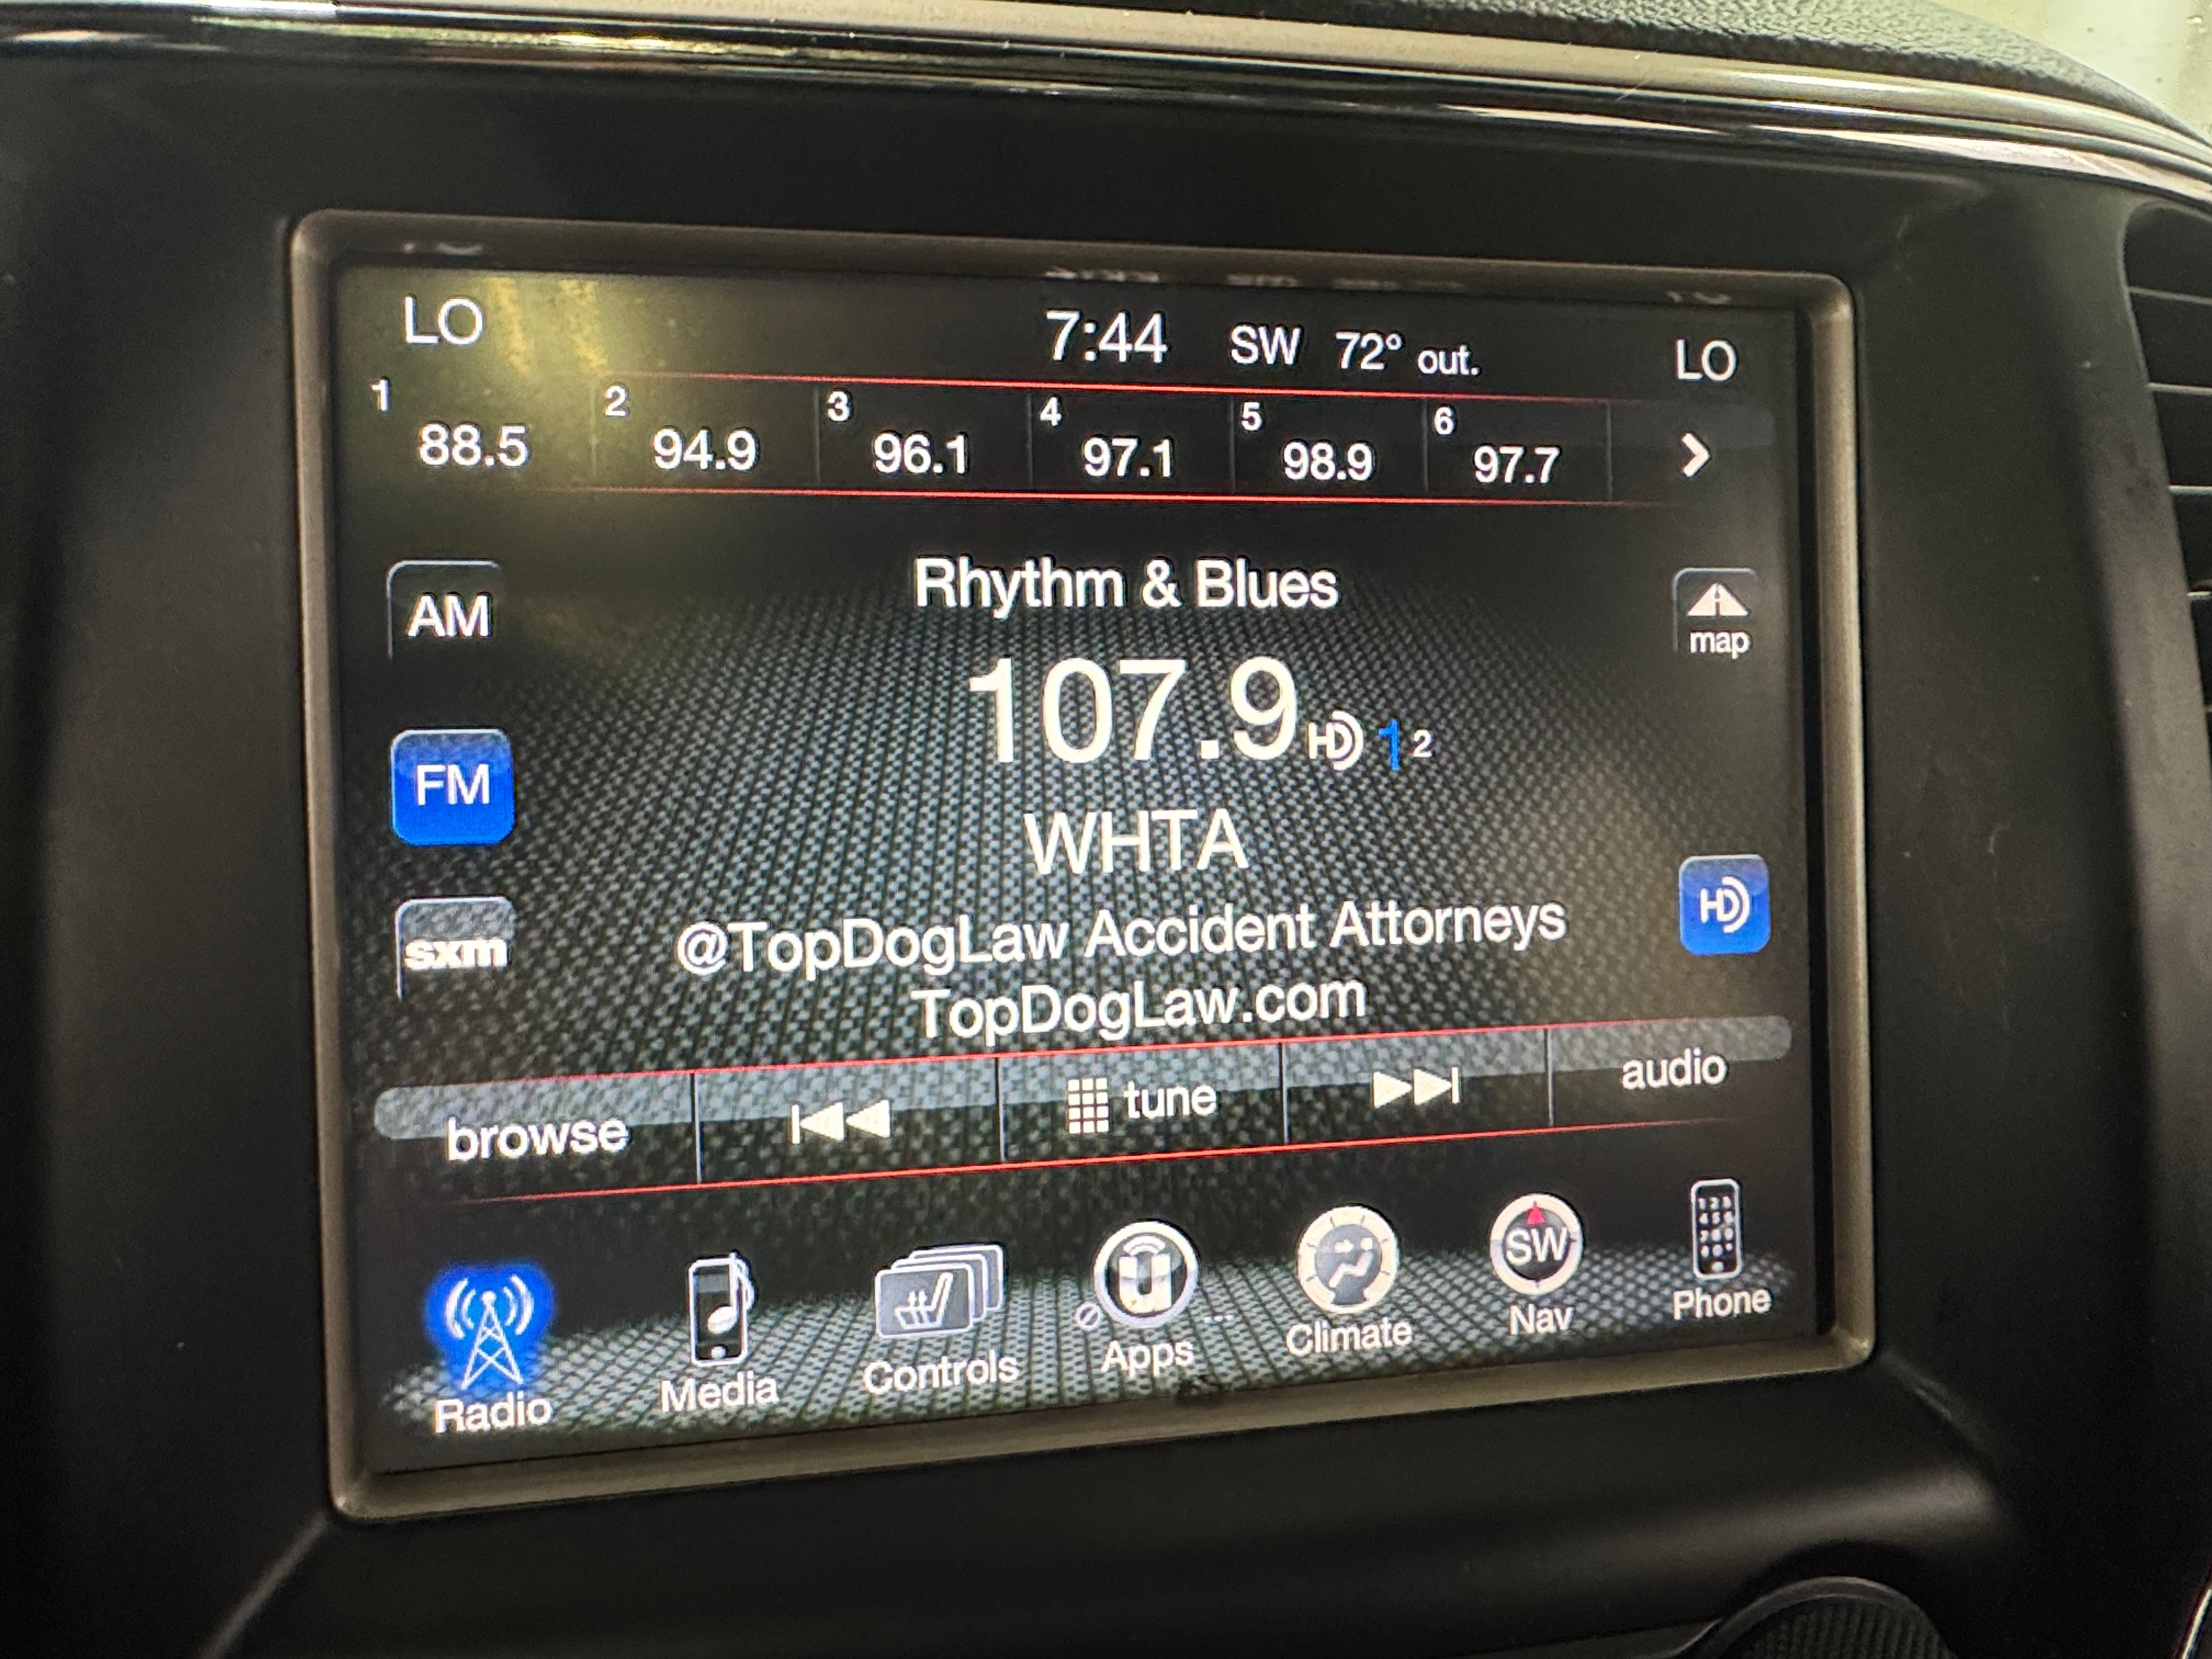 LO 7:44 SW 72° out. LO
1 2 3 4 5 6
88.5 94.9 96.1 97.1 98.9 97.7
AM
Rhythm & Blues
map
107.9 HD 1 2
FM
WHTA
HD
sxm
@TopDogLaw Accident Attorneys
TopDogLaw.com
browse tune audio
SW
Radio Media Controls Apps Climate Nav Phone